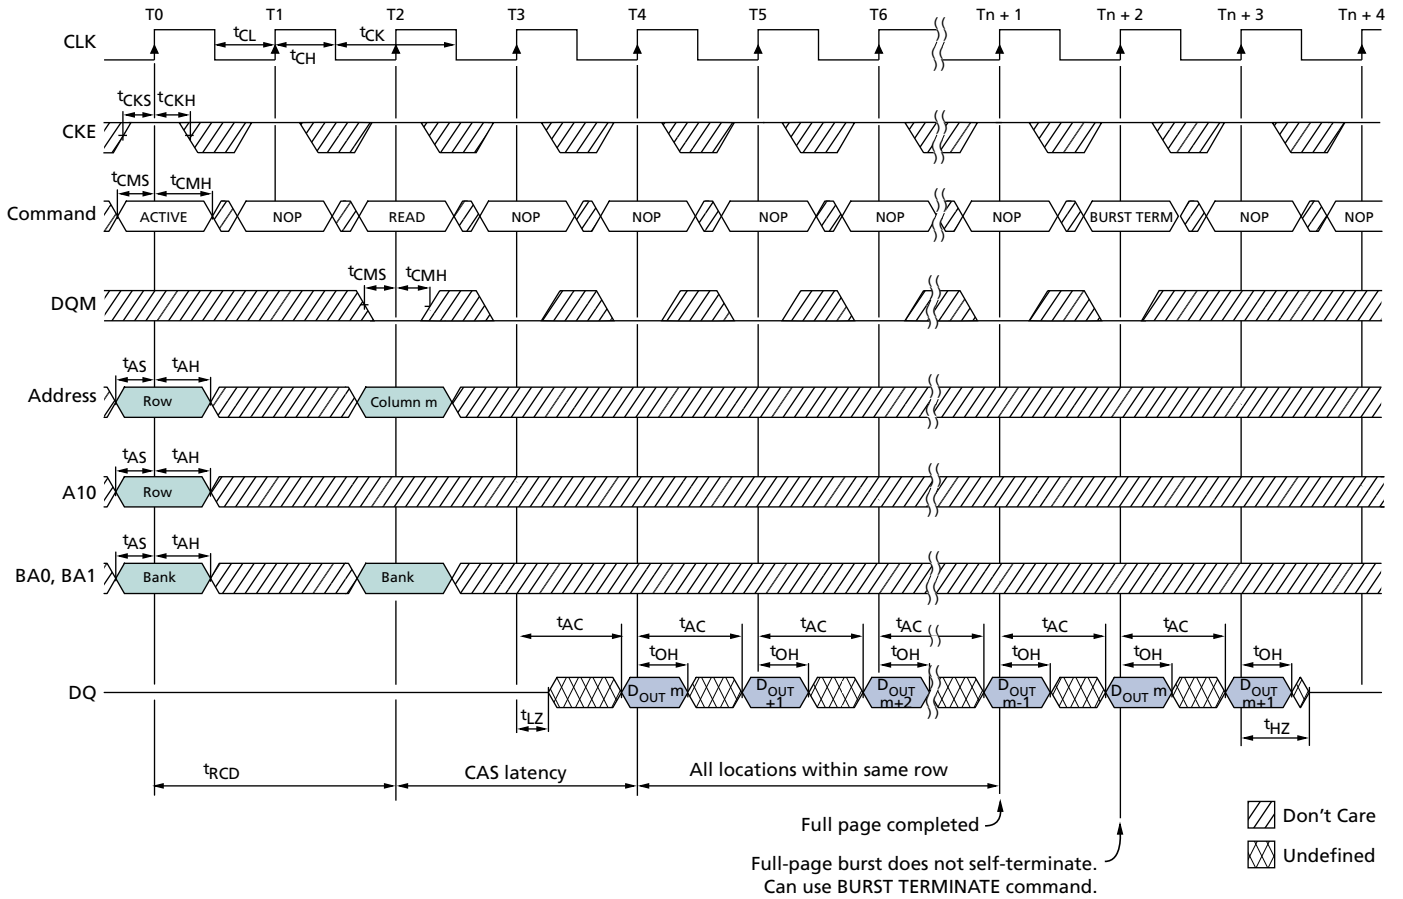 T0 T1 T2 T3 T4 T5 T6 Tn + 1 Tn + 2 Tn + 3 Tn + 4
CLK
tCL tCK
tCH
tCKS tCKH
CKE
tCMS tCMH
Command ACTIVE NOP READ NOP NOP NOP NOP NOP BURST TERM NOP NOP
tCMS tCMH
DQM
tAS tAH
Address Row Column m
tAS tAH
A10 Row
tAS tAH
BA0, BA1 Bank Bank
tAC tAC tAC tAC tAC tAC
tOH tOH tOH tOH tOH tOH
DQ DOUT m DOUT DOUT DOUT DOUT m DOUT
+1 m+2 m-1 m+1
tLZ tHZ
tRCD CAS latency All locations within same row
Full page completed
Full-page burst does not self-terminate.
Can use BURST TERMINATE command.
Don't Care
Undefined